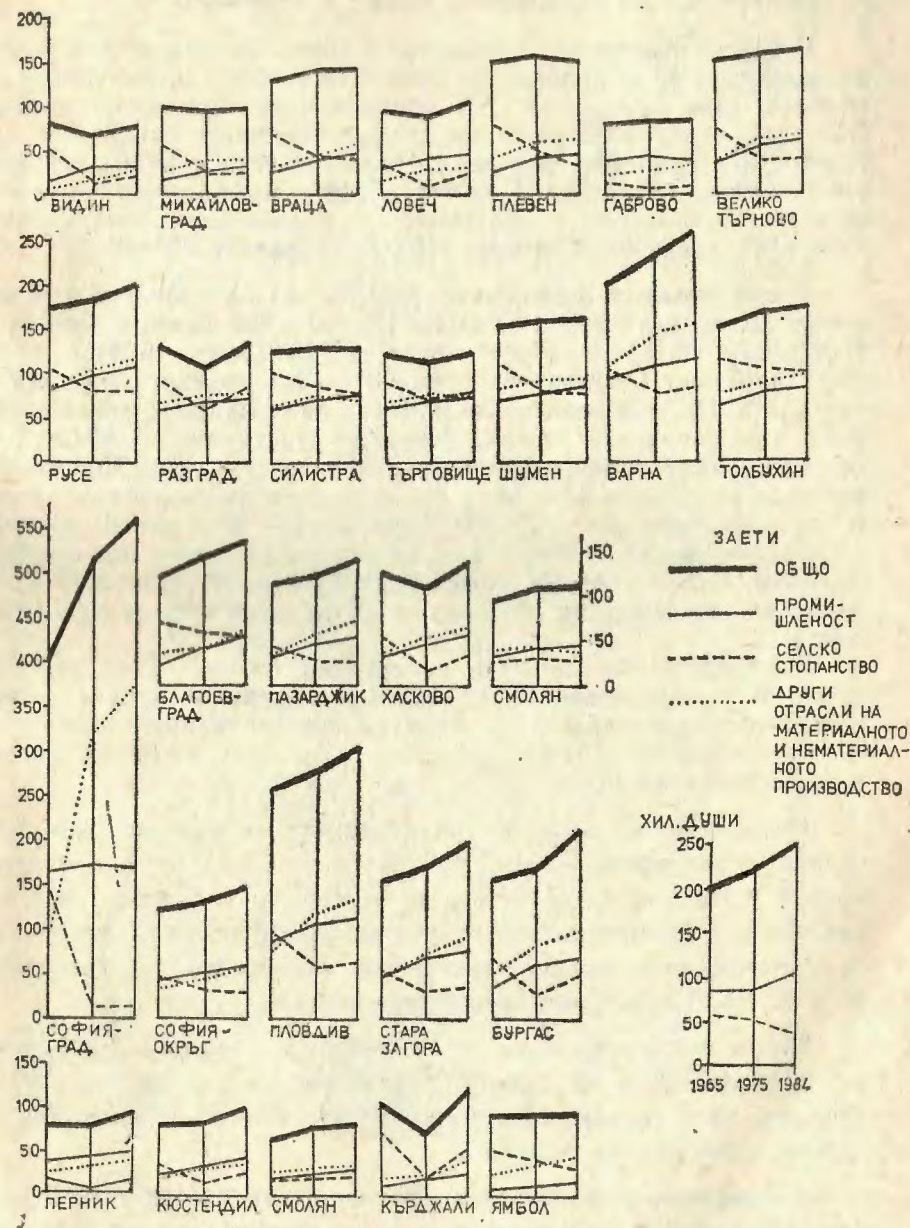 200
150
100
50
0
ВИДИН
МИХАЙЛОВ-
ГРАД
ВРАЦА
ЛОВЕЧ
ПЛЕВЕН
ГАБРОВО
ВЕЛИКО
ТЪРНОВО
250
200
150
100
50
0
РУСЕ
РАЗГРАД
СИЛИСТРА
ТЪРГОВИЩЕ
ШУМЕН
ВАРНА
ТОЛБУХИН
550
500
450
400
350
300
250
200
150
100
50
0
БЛАГОЕВ-
ГРАД
ПАЗАРДЖИК
ХАСКОВО
СМОЛЯН
150
100
50
0
ЗАЕТИ
ОБЩО
ПРОМИ-
ШЛЕНОСТ
СЕЛСКО
СТОПАНСТВО
ДРУГИ
ОТРАСЛИ НА
МАТЕРИАЛНОТО
И НЕМАТЕРИАЛ-
НОТО
ПРОИЗВОДСТВО
СОФИЯ-
ГРАД
СОФИЯ-
ОКРЪГ
ПЛОВДИВ
СТАРА
ЗАГОРА
БУРГАС
ХИЛ. ДУШИ
250
200
150
100
50
0
1965 1975 1984
150
100
50
0
ПЕРНИК
КЮСТЕНДИЛ
СМОЛЯН
КЪРДЖАЛИ
ЯМБОЛ